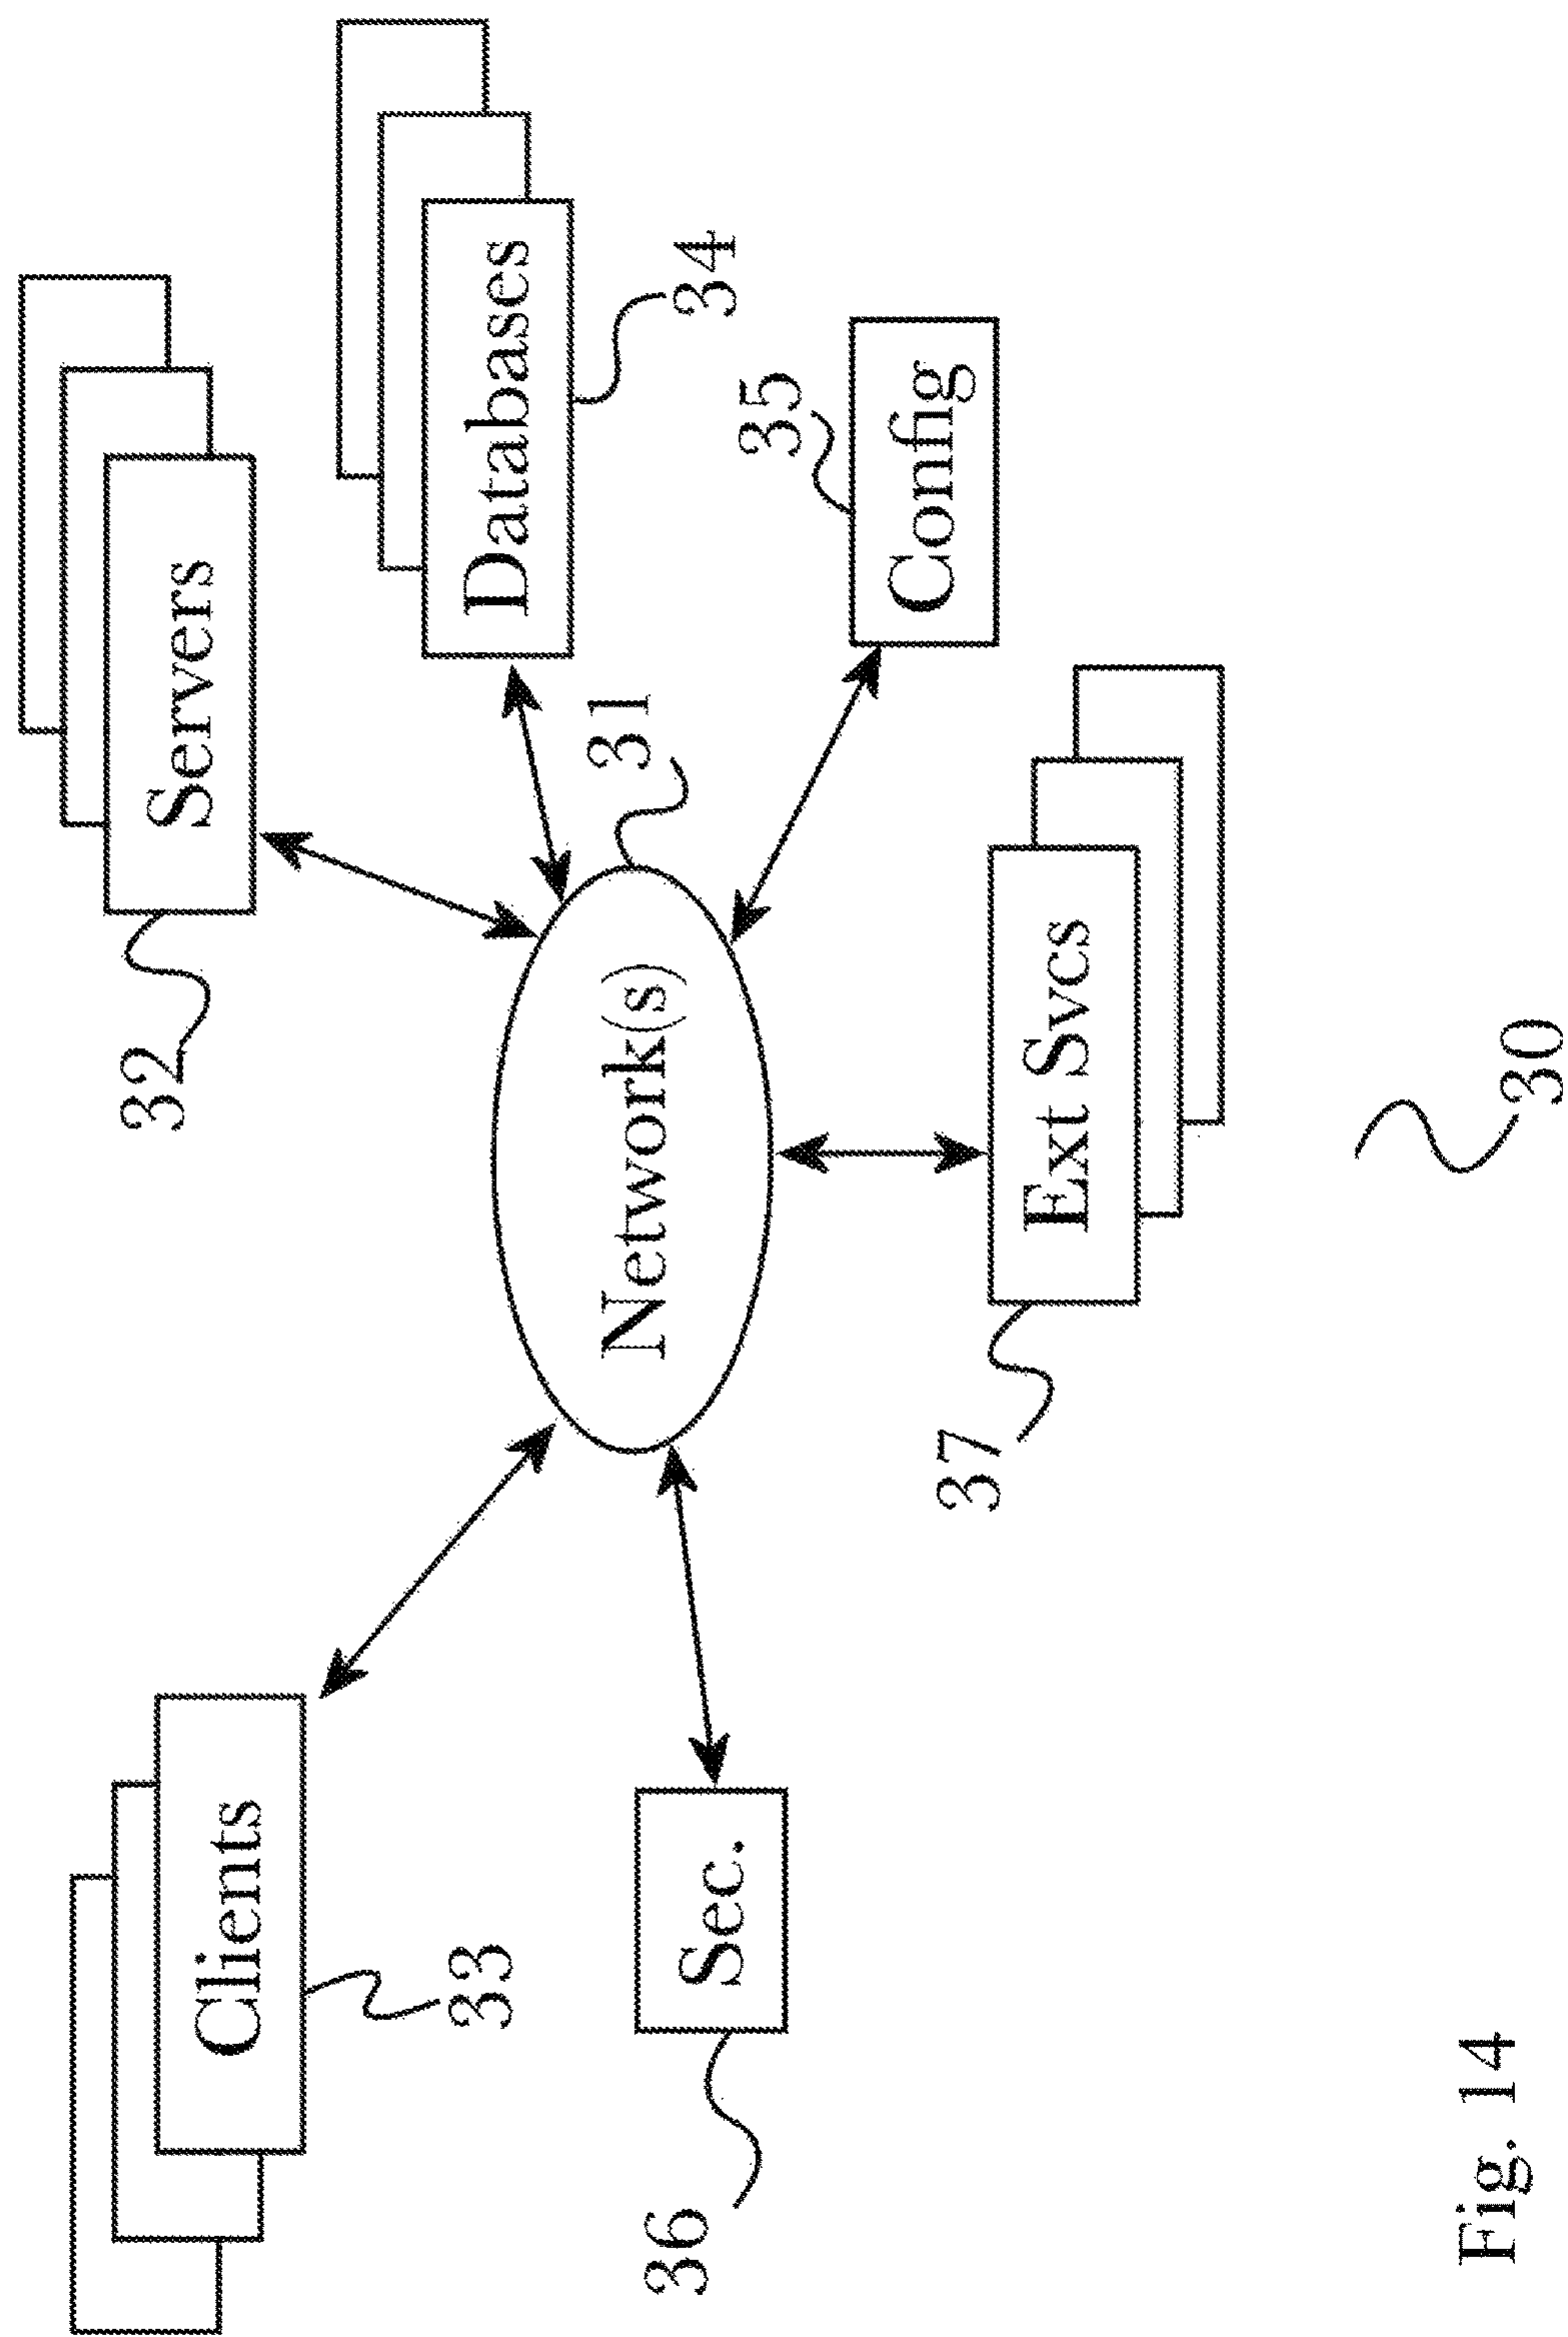 Servers
32
Clients
33
Databases
34
Network(s)
31
35
Config
Sec.
36
Ext Svcs
37
30
Fig. 14